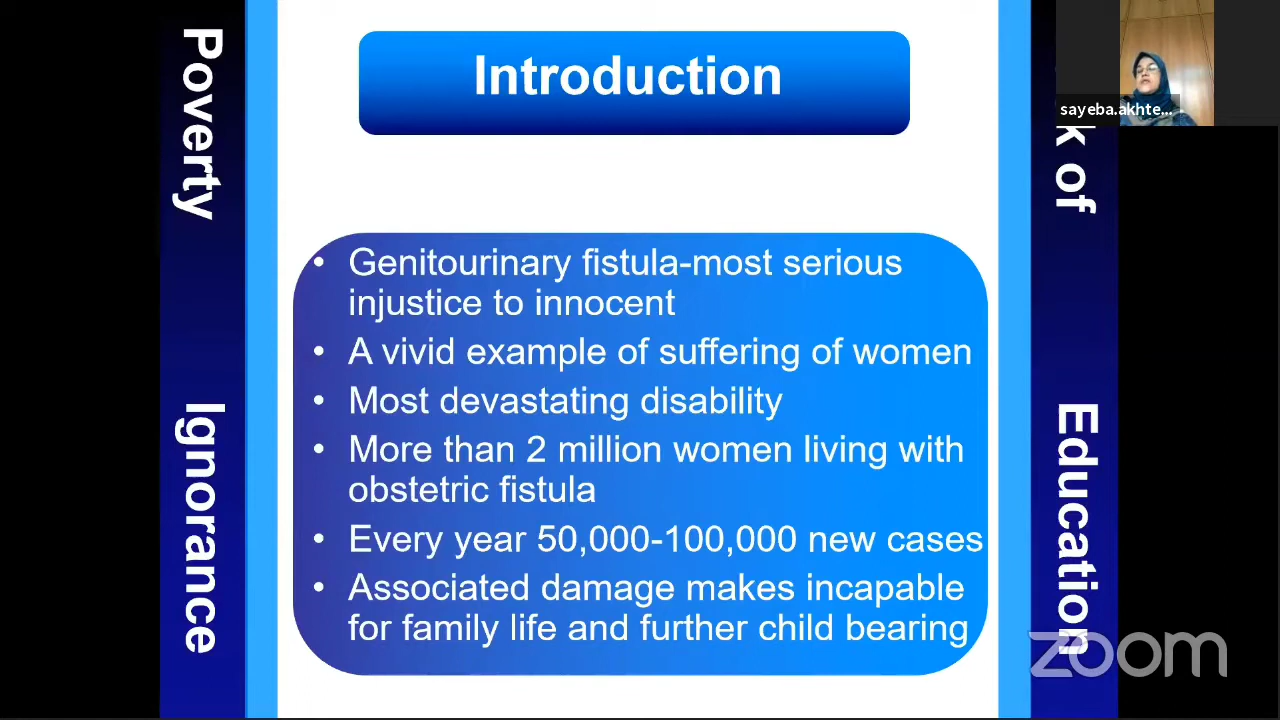 Introduction
Poverty
Ignorance
• Genitourinary fistula-most serious
injustice to innocent
• A vivid example of suffering of women
• Most devastating disability
• More than 2 million women living with
obstetric fistula
• Every year 50,000-100,000 new cases
• Associated damage makes incapable
for family life and further child bearing
of
Education
sayeba.akhte...
zoom